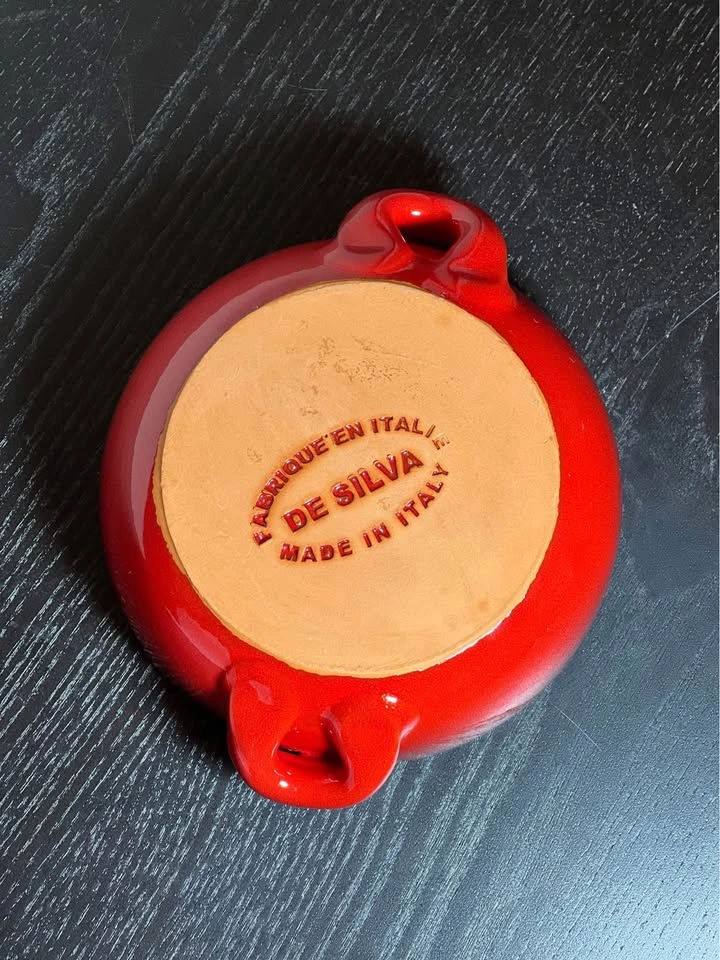 FABRIQUE EN ITALIE
DE SILVA
MADE IN ITALY